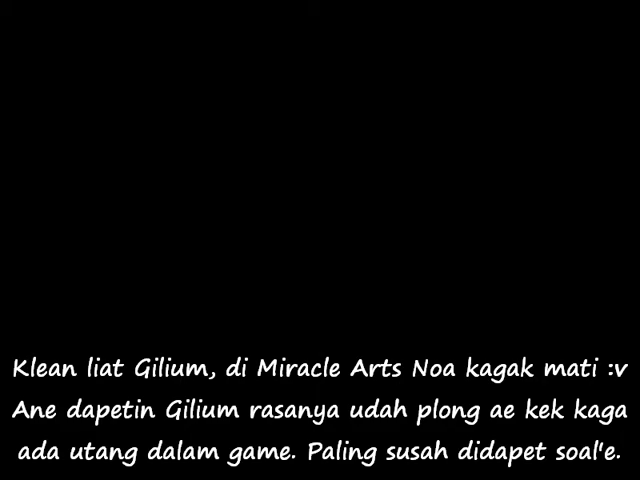 Klean liat Gilium, di Miracle Arts Noa kagak mati :v
Ane dapetin Gilium rasanya udah plong ae kek kaga
ada utang dalam game. Paling susah didapet soal'e.